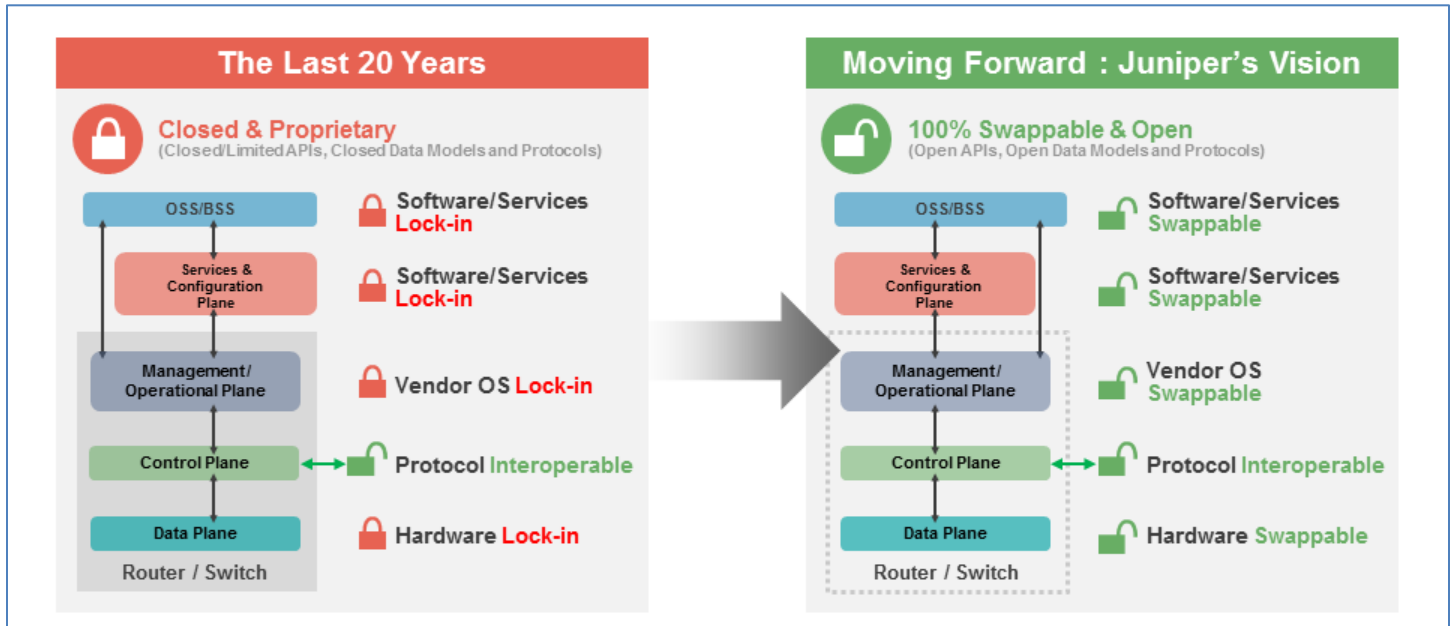 The Last 20 Years
Closed & Proprietary
(Closed/Limited APIs, Closed Data Models and Protocols)
OSS/BSS
Software/Services
Lock-in
Services &
Configuration
Plane
Software/Services
Lock-in
Management/
Operational Plane
Vendor OS Lock-in
Control Plane
Protocol Interoperable
Data Plane
Hardware Lock-in
Router / Switch
Moving Forward : Juniper's Vision
100% Swappable & Open
(Open APIs, Open Data Models and Protocols)
OSS/BSS
Software/Services
Swappable
Services &
Configuration
Plane
Software/Services
Swappable
Management/
Operational Plane
Vendor OS
Swappable
Control Plane
Protocol Interoperable
Data Plane
Hardware Swappable
Router / Switch